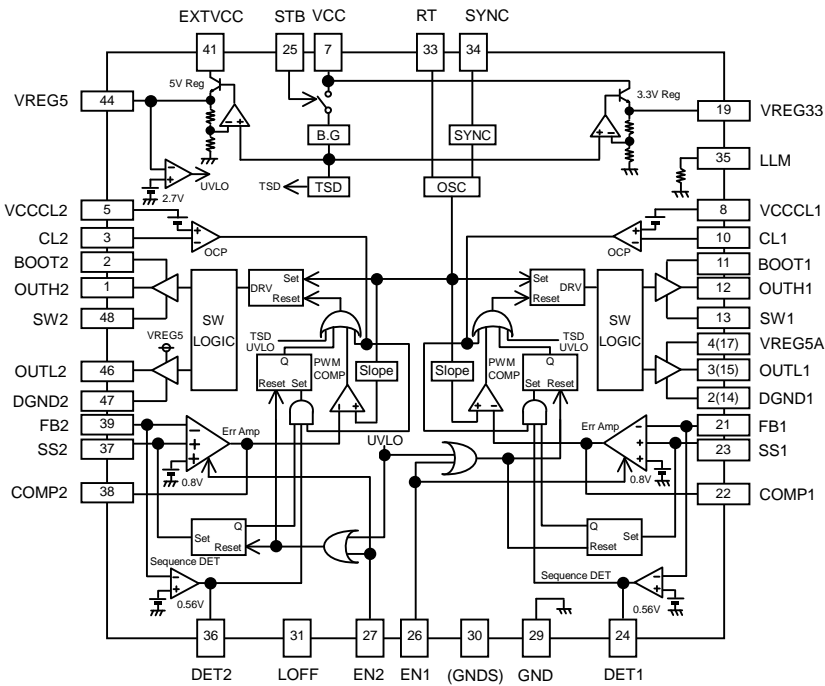 EXTVCC STB VCC RT SYNC
41 25 7 33 34
5V Reg 3.3V Reg
VREG5 44 19 VREG33
B.G SYNC
35 LLM
TSD TSD OSC
UVLO
2.7V
VCCCL2 5 8 VCCCL1
CL2 3 10 CL1
OCP OCP
BOOT2 2 11 BOOT1
OUTH2 1 12 OUTH1
SW2 48 13 SW1
DRV Set Reset Set Reset DRV
SW LOGIC SW LOGIC
VREG5
TSD UVLO TSD UVLO
4(17) VREG5A
OUTL2 46 3(15) OUTL1
DGND2 47 2(14) DGND1
Q Reset Set PWM COMP Slope Slope PWM COMP Q Set Reset
FB2 39 21 FB1
SS2 37 23 SS1
Err Amp UVLO Err Amp
0.8V 0.8V
COMP2 38 22 COMP1
Set Q Reset Q Reset Set
Sequence DET Sequence DET
0.56V 0.56V
36 31 27 26 30 29 24
DET2 LOFF EN2 EN1 (GNDS) GND DET1